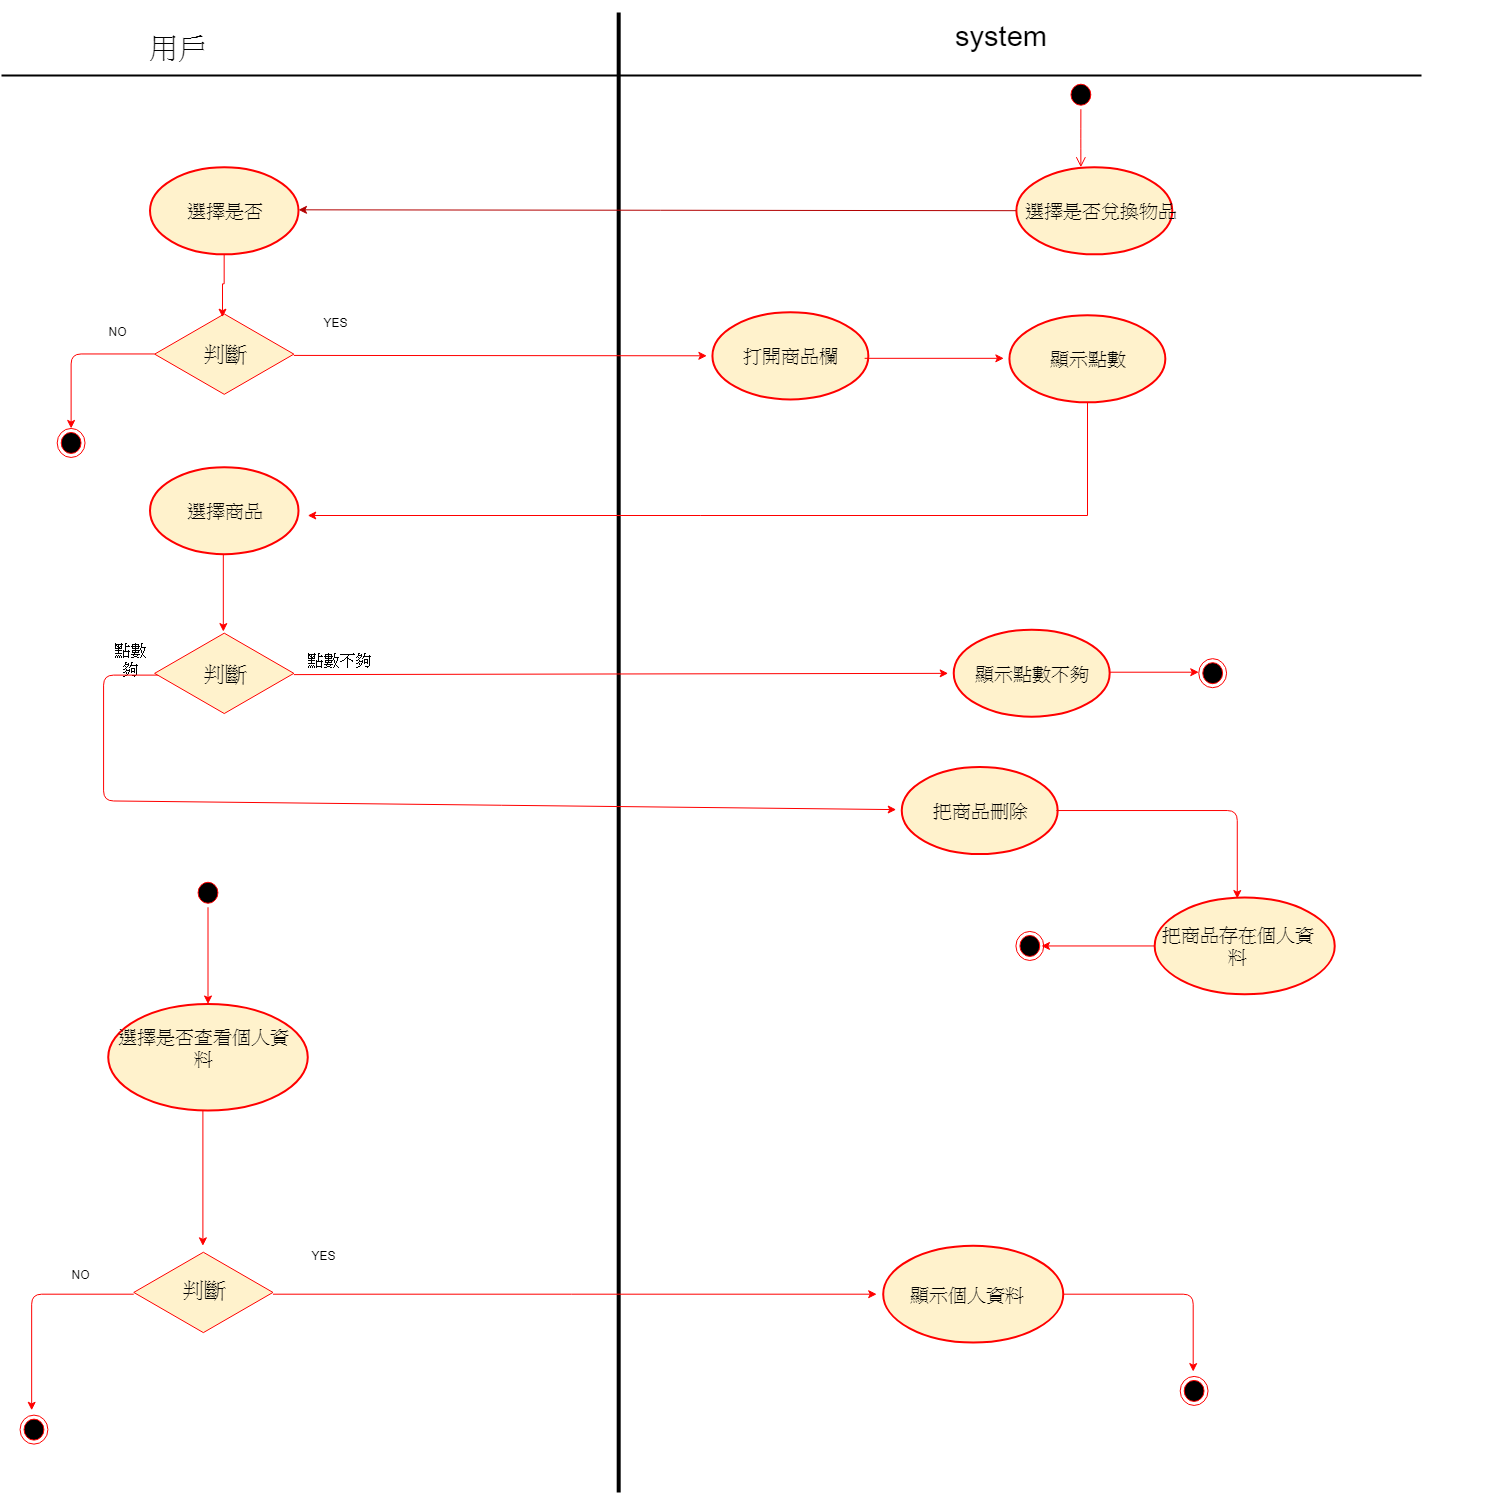 用戶
system
選擇是否
選擇是否兌換物品
NO
YES
判斷
打開商品欄
顯示點數
選擇商品
點數
夠
點數不夠
判斷
顯示點數不夠
把商品刪除
把商品存在個人資
料
選擇是否查看個人資
料
NO
YES
判斷
顯示個人資料